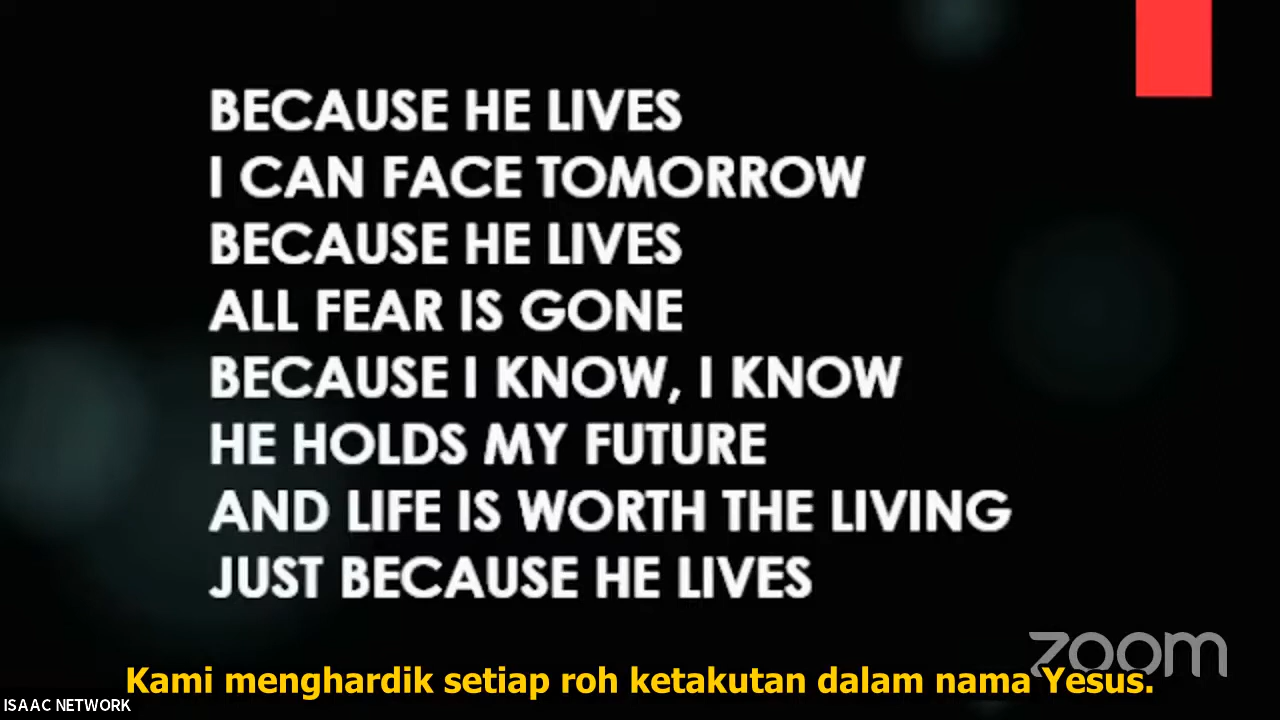 BECAUSE HE LIVES
I CAN FACE TOMORROW
BECAUSE HE LIVES
ALL FEAR IS GONE
BECAUSE I KNOW, I KNOW
HE HOLDS MY FUTURE
AND LIFE IS WORTH THE LIVING
JUST BECAUSE HE LIVES
zoom
Kami menghardik setiap roh ketakutan dalam nama Yesus.
ISAAC NETWORK